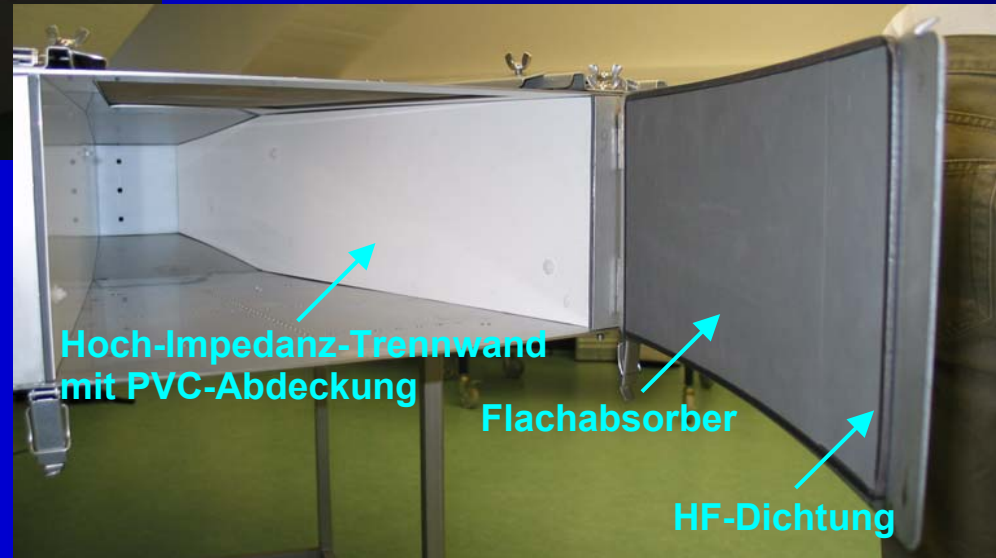 Hoch-Impedanz-Trennwand
mit PVC-Abdeckung
Flachabsorber
HF-Dichtung